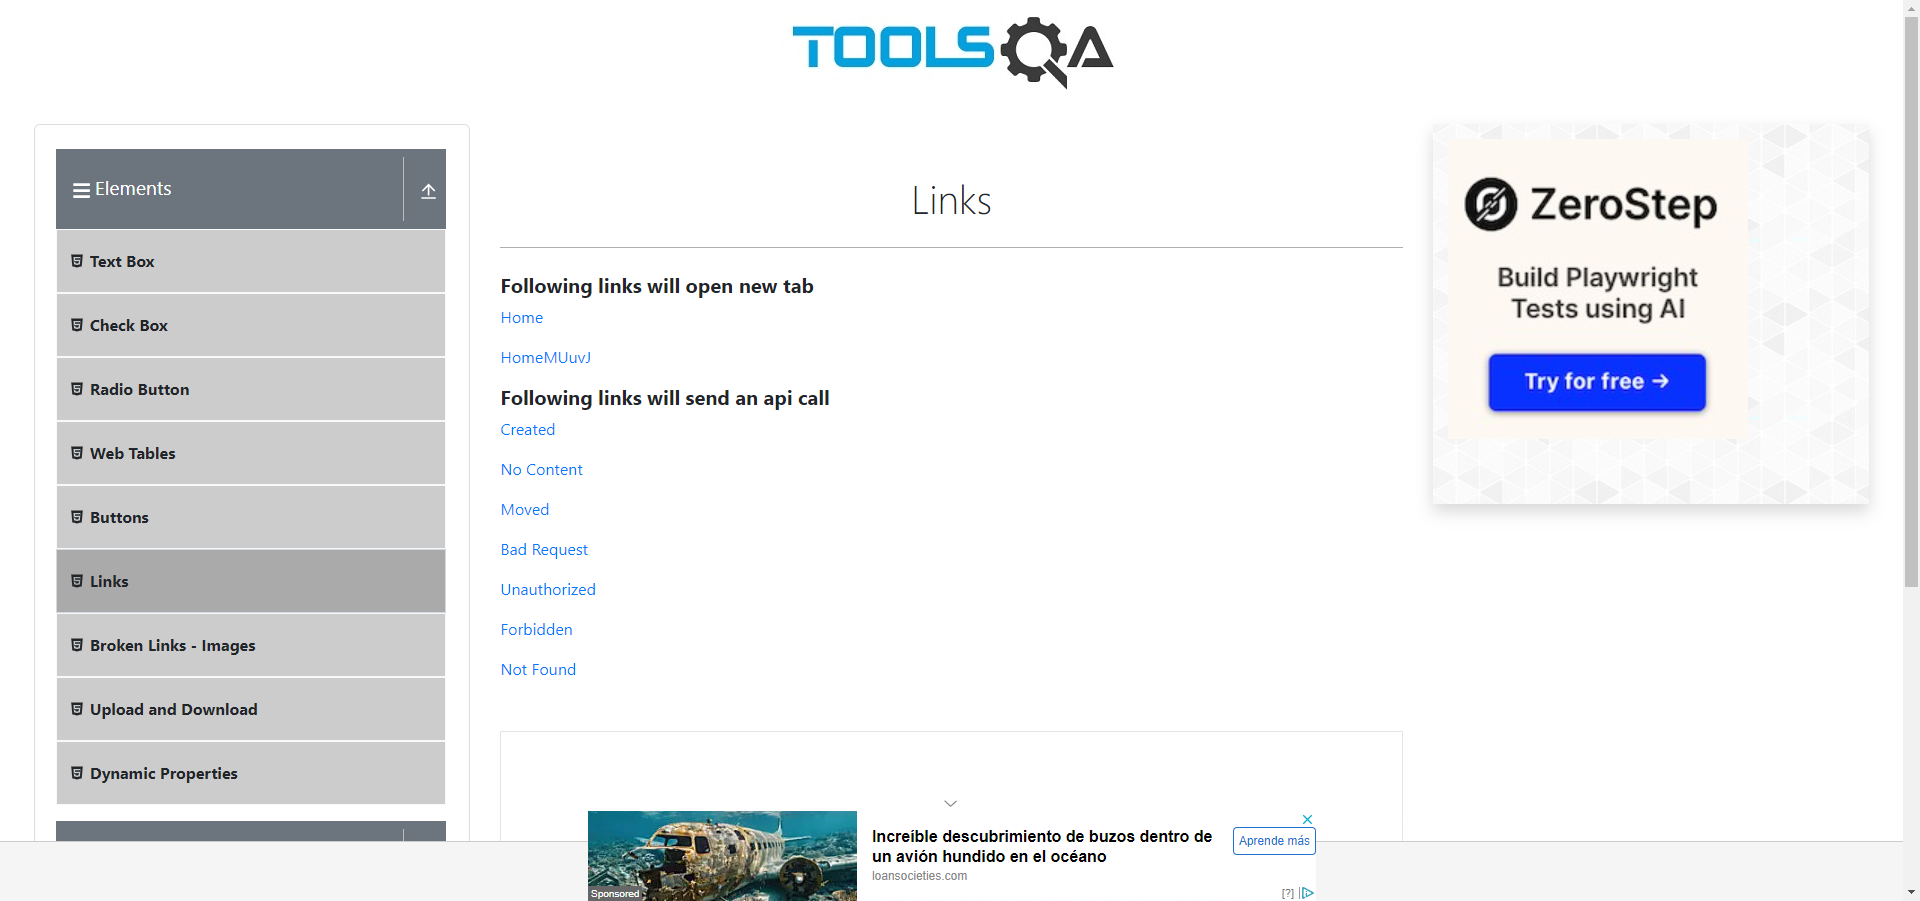 TOOLSQA
Elements
Text Box
Check Box
Radio Button
Web Tables
Buttons
Links
Broken Links - Images
Upload and Download
Dynamic Properties
Links
Following links will open new tab
Home
HomeMUuvJ
Following links will send an api call
Created
No Content
Moved
Bad Request
Unauthorized
Forbidden
Not Found
ZeroStep
Build Playwright
Tests using AI
Try for free →
Increíble descubrimiento de buzos dentro de
un avión hundido en el océano
loansocieties.com
Aprende más
Sponsored
[?]